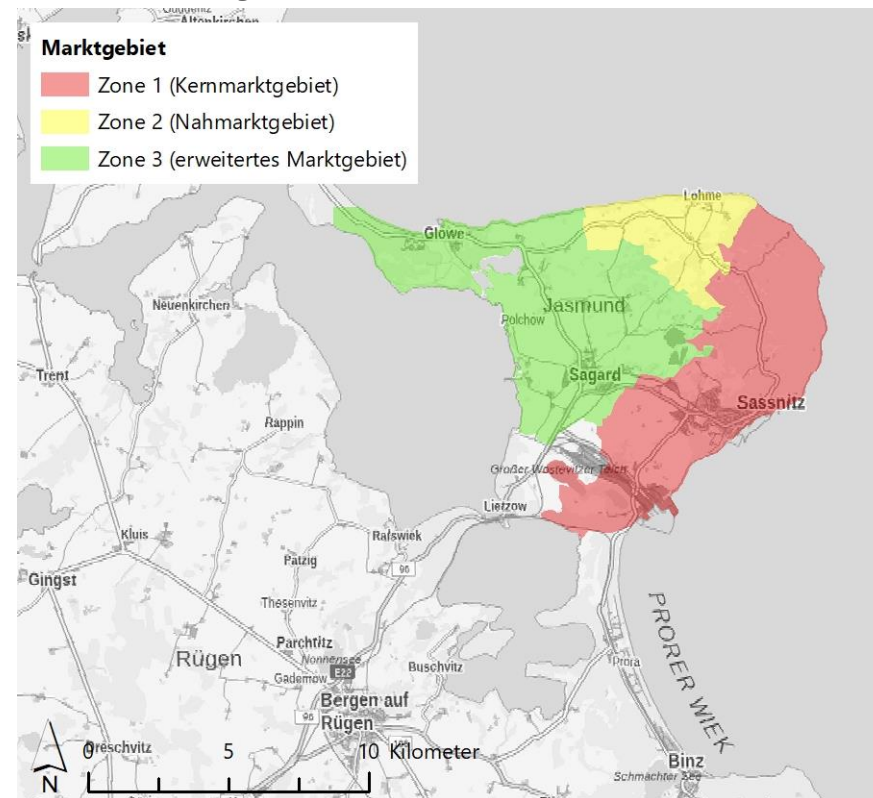 Altenkirchen
Marktgebiet
Zone 1 (Kernmarktgebiet)
Zone 2 (Nahmarktgebiet)
Zone 3 (erweitertes Marktgebiet)
Lohme
Glowe
Neuenkirchen
Jasmund
Polchow
Trent
Sagard
Sassnitz
Rappin
Großer Wostevitzer Teich
Lietzow
Kluis
Ralswiek
Patzig
96
Gingst
Thesenvitz
PRORER WIEK
Parchtitz
Rügen
Nonnensee
Buschvitz
Prora
Gademow
E22
Bergen auf
Rügen
96
Dreschvitz
0 5 10 Kilometer
N
Binz
Schmachter See